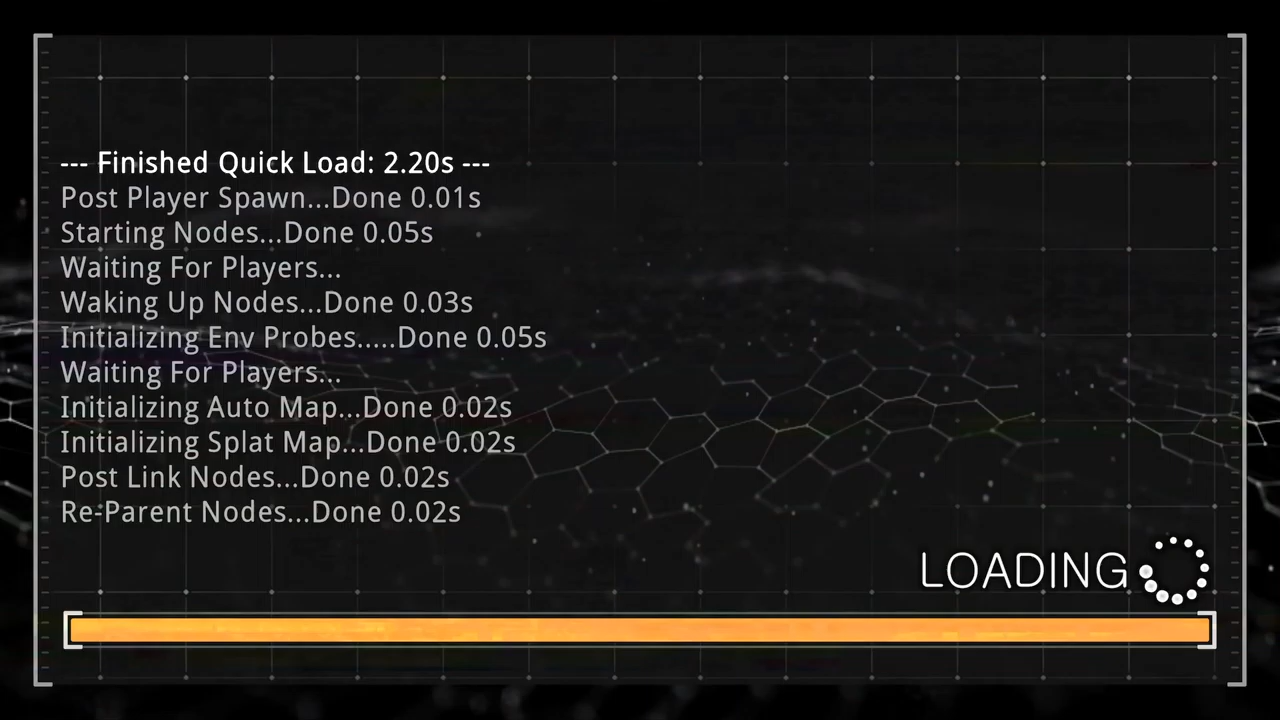 --- Finished Quick Load: 2.20s ---
Post Player Spawn...Done 0.01s
Starting Nodes...Done 0.05s
Waiting For Players...
Waking Up Nodes...Done 0.03s
Initializing Env Probes.....Done 0.05s
Waiting For Players...
Initializing Auto Map...Done 0.02s
Initializing Splat Map...Done 0.02s
Post Link Nodes...Done 0.02s
Re-Parent Nodes...Done 0.02s
LOADING